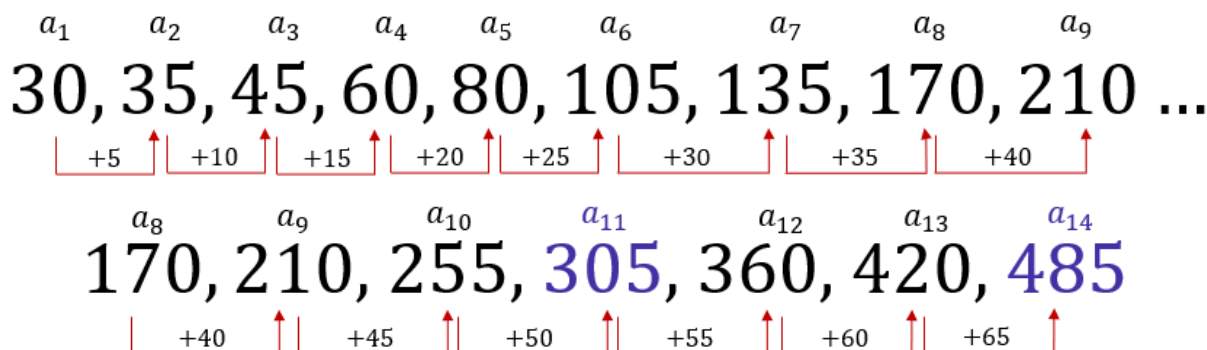 a₁ a₂ a₃ a₄ a₅ a₆ a₇ a₈ a₉
30, 35, 45, 60, 80, 105, 135, 170, 210 ...
+5 +10 +15 +20 +25 +30 +35 +40
a₈ a₉ a₁₀ a₁₁ a₁₂ a₁₃ a₁₄
170, 210, 255, 305, 360, 420, 485
+40 +45 +50 +55 +60 +65